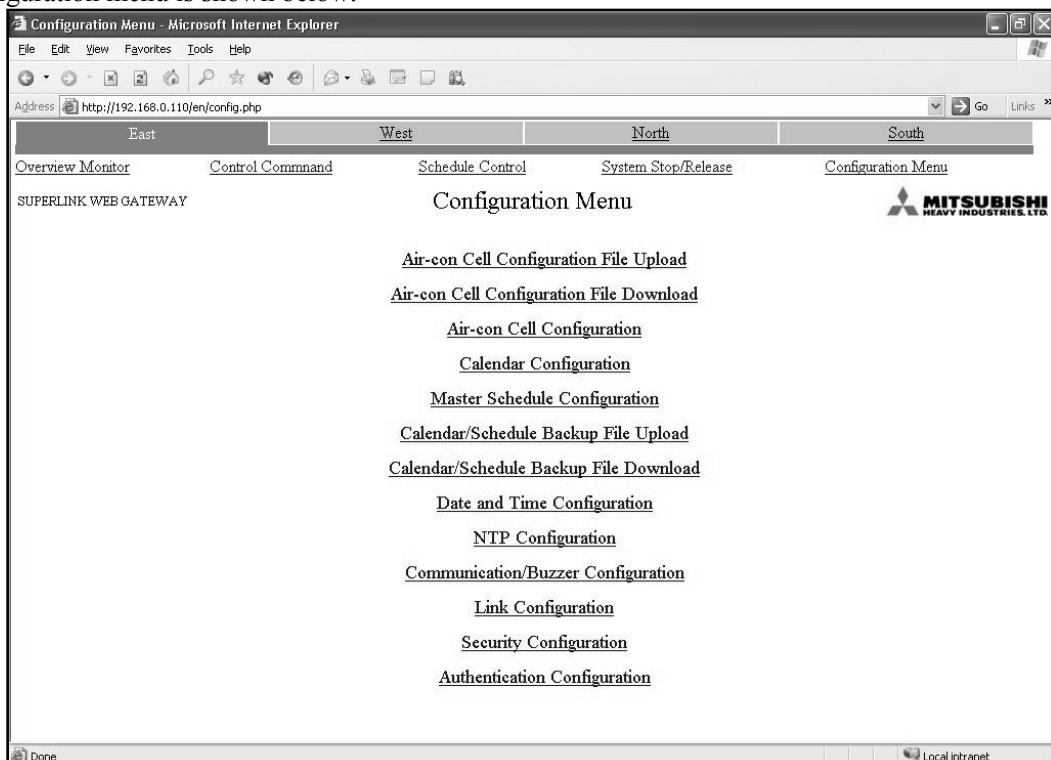 guration menu is shown below.
Configuration Menu - Microsoft Internet Explorer
File Edit View Favorites Tools Help
Address http://192.168.0.110/en/config.php Go Links »
East West North South
Overview Monitor Control Commnand Schedule Control System Stop/Release Configuration Menu
SUPERLINK WEB GATEWAY Configuration Menu MITSUBISHI
HEAVY INDUSTRIES. LTD.
Air-con Cell Configuration File Upload
Air-con Cell Configuration File Download
Air-con Cell Configuration
Calendar Configuration
Master Schedule Configuration
Calendar/Schedule Backup File Upload
Calendar/Schedule Backup File Download
Date and Time Configuration
NTP Configuration
Communication/Buzzer Configuration
Link Configuration
Security Configuration
Authentication Configuration
Done Local intranet